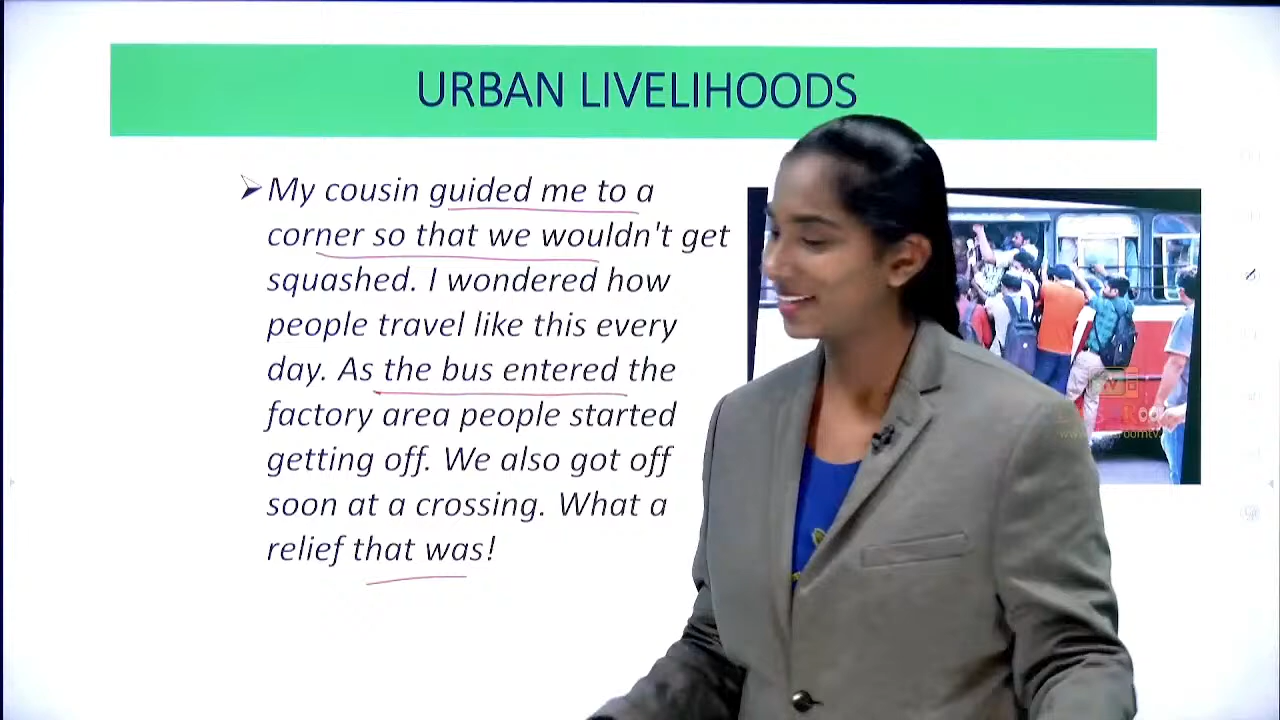 URBAN LIVELIHOODS
➢My cousin guided me to a
corner so that we wouldn't get
squashed. I wondered how
people travel like this every
day. As the bus entered the
factory area people started
getting off. We also got off
soon at a crossing. What a
relief that was!